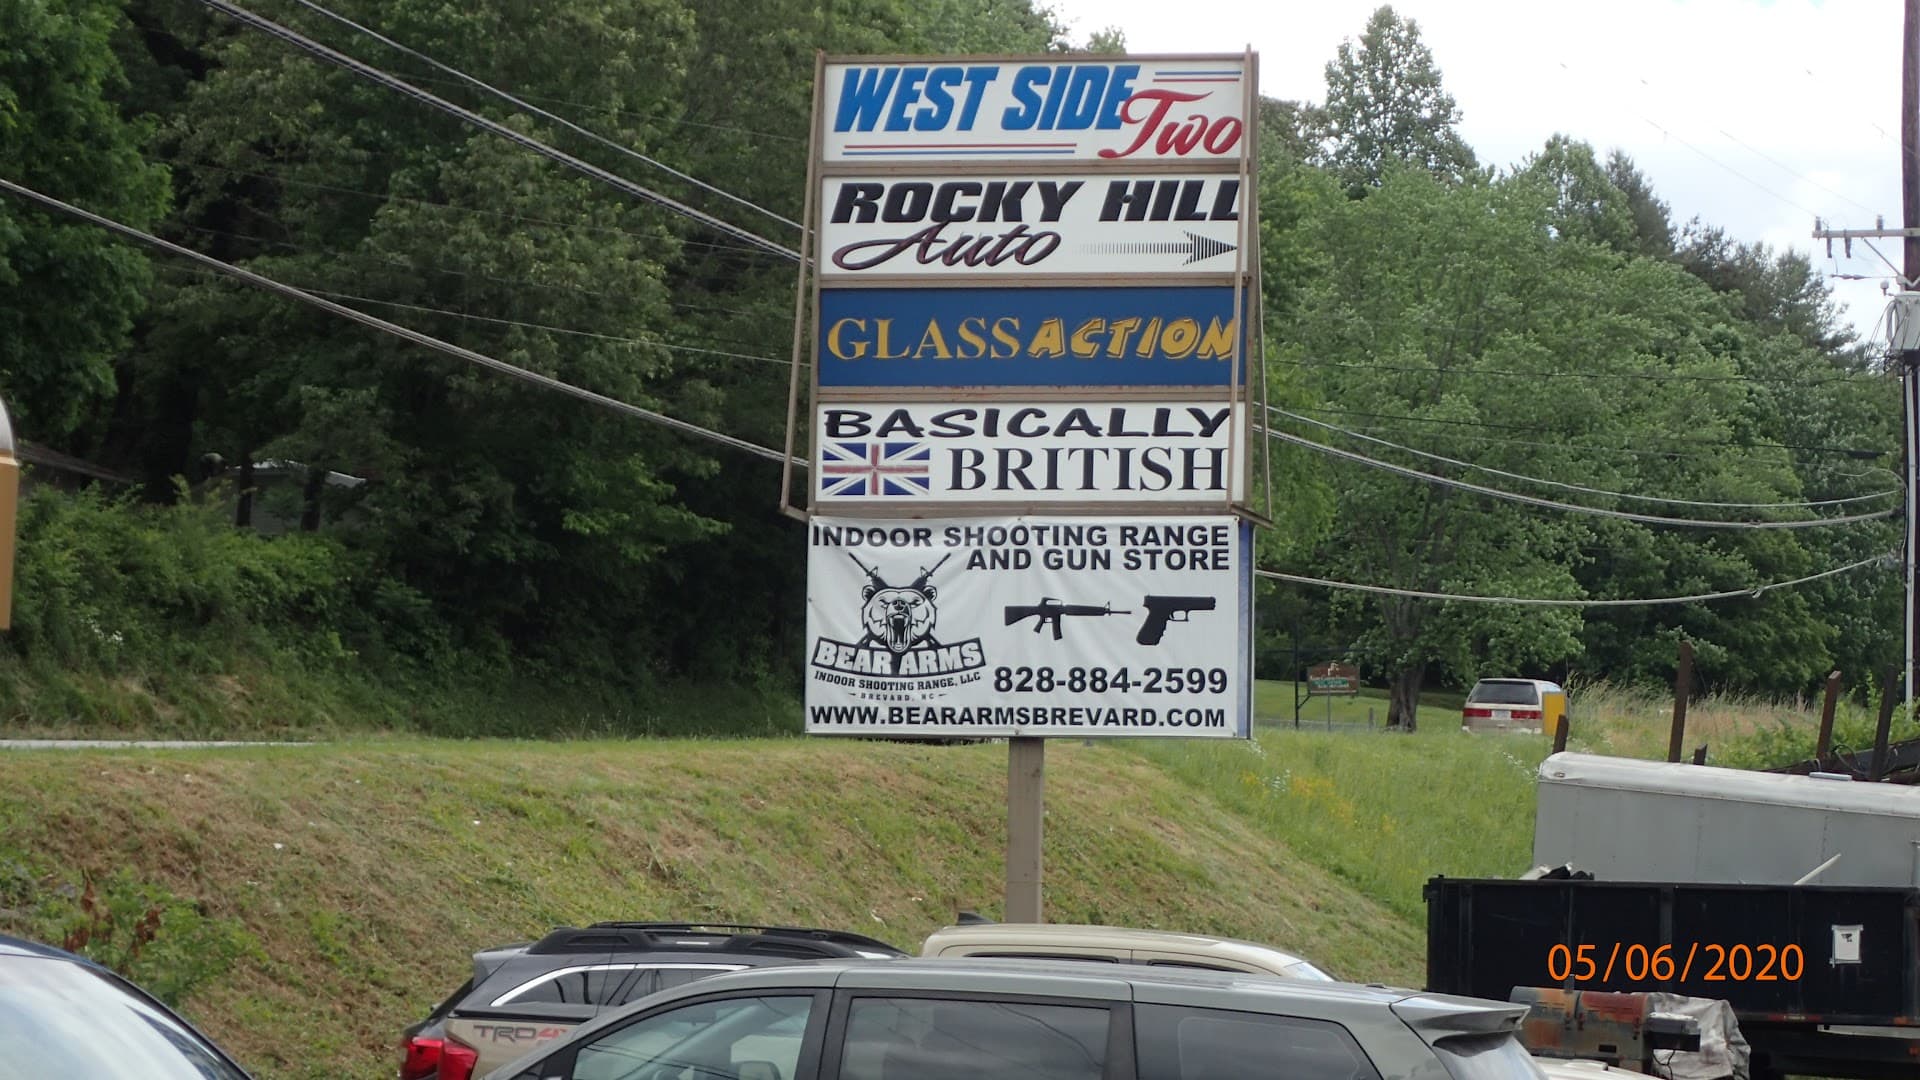 WEST SIDE
Two
ROCKY HILL
Auto
GLASS ACTION
BASICALLY
BRITISH
INDOOR SHOOTING RANGE
AND GUN STORE
BEAR ARMS
INDOOR SHOOTING RANGE, LLC
BREVARD, NC
828-884-2599
WWW.BEARARMSBREVARD.COM
TRD4
05/06/2020